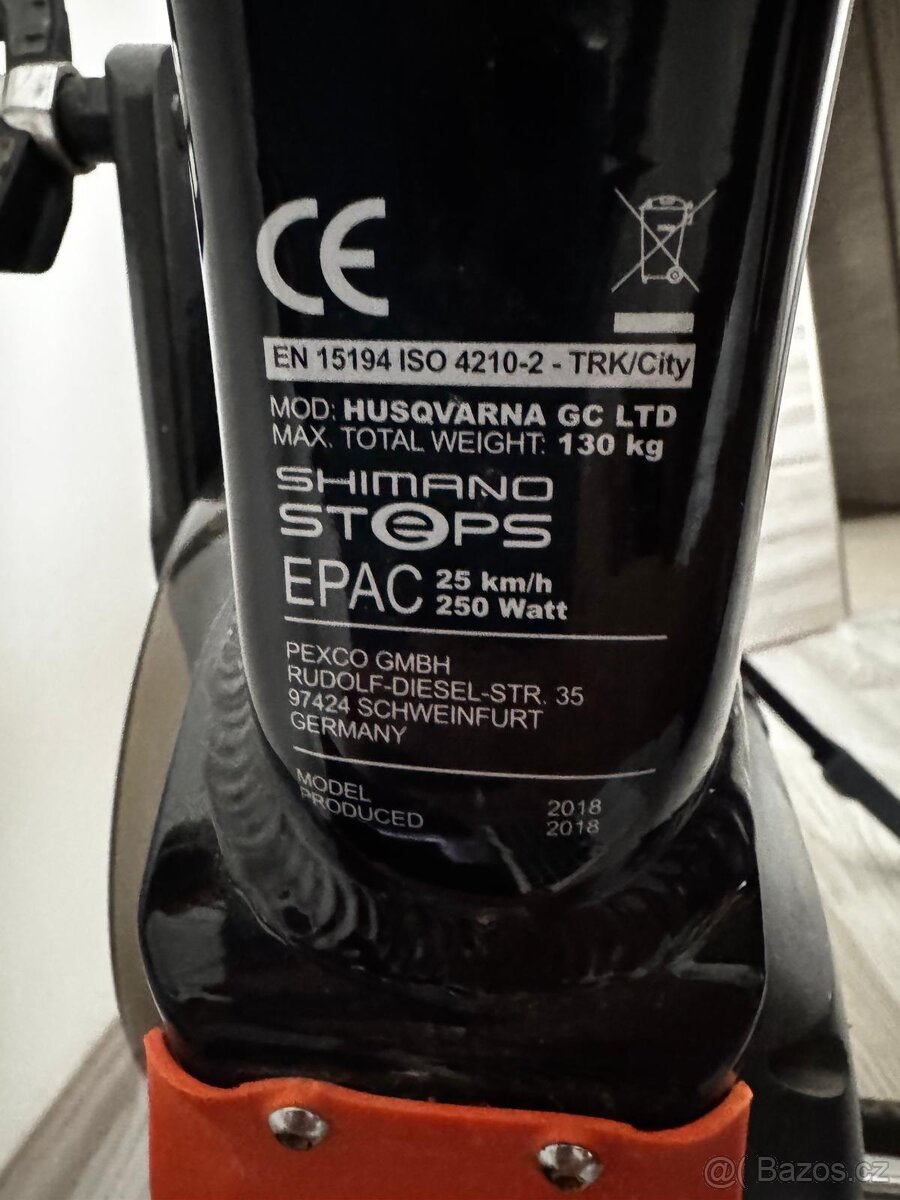 CE
EN 15194 ISO 4210-2 - TRK/City
MOD: HUSQVARNA GC LTD
MAX. TOTAL WEIGHT: 130 kg
SHIMANO
STePS
EPAC 25 km/h
250 Watt
PEXCO GMBH
RUDOLF-DIESEL-STR. 35
97424 SCHWEINFURT
GERMANY
MODEL 2018
PRODUCED 2018
@( Bazos.cz